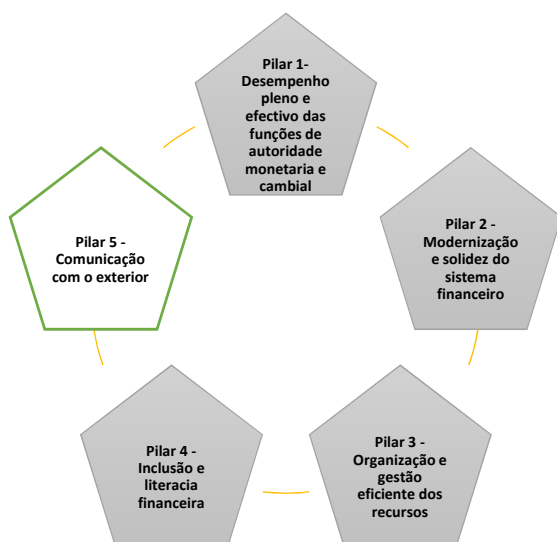 Pilar 1-
Desempenho
pleno e
efectivo das
funções de
autoridade
monetaria e
cambial
Pilar 2 -
Modernização
e solidez do
sistema
financeiro
Pilar 3 -
Organização e
gestão
eficiente dos
recursos
Pilar 4 -
Inclusão e
literacia
financeira
Pilar 5 -
Comunicação
com o exterior